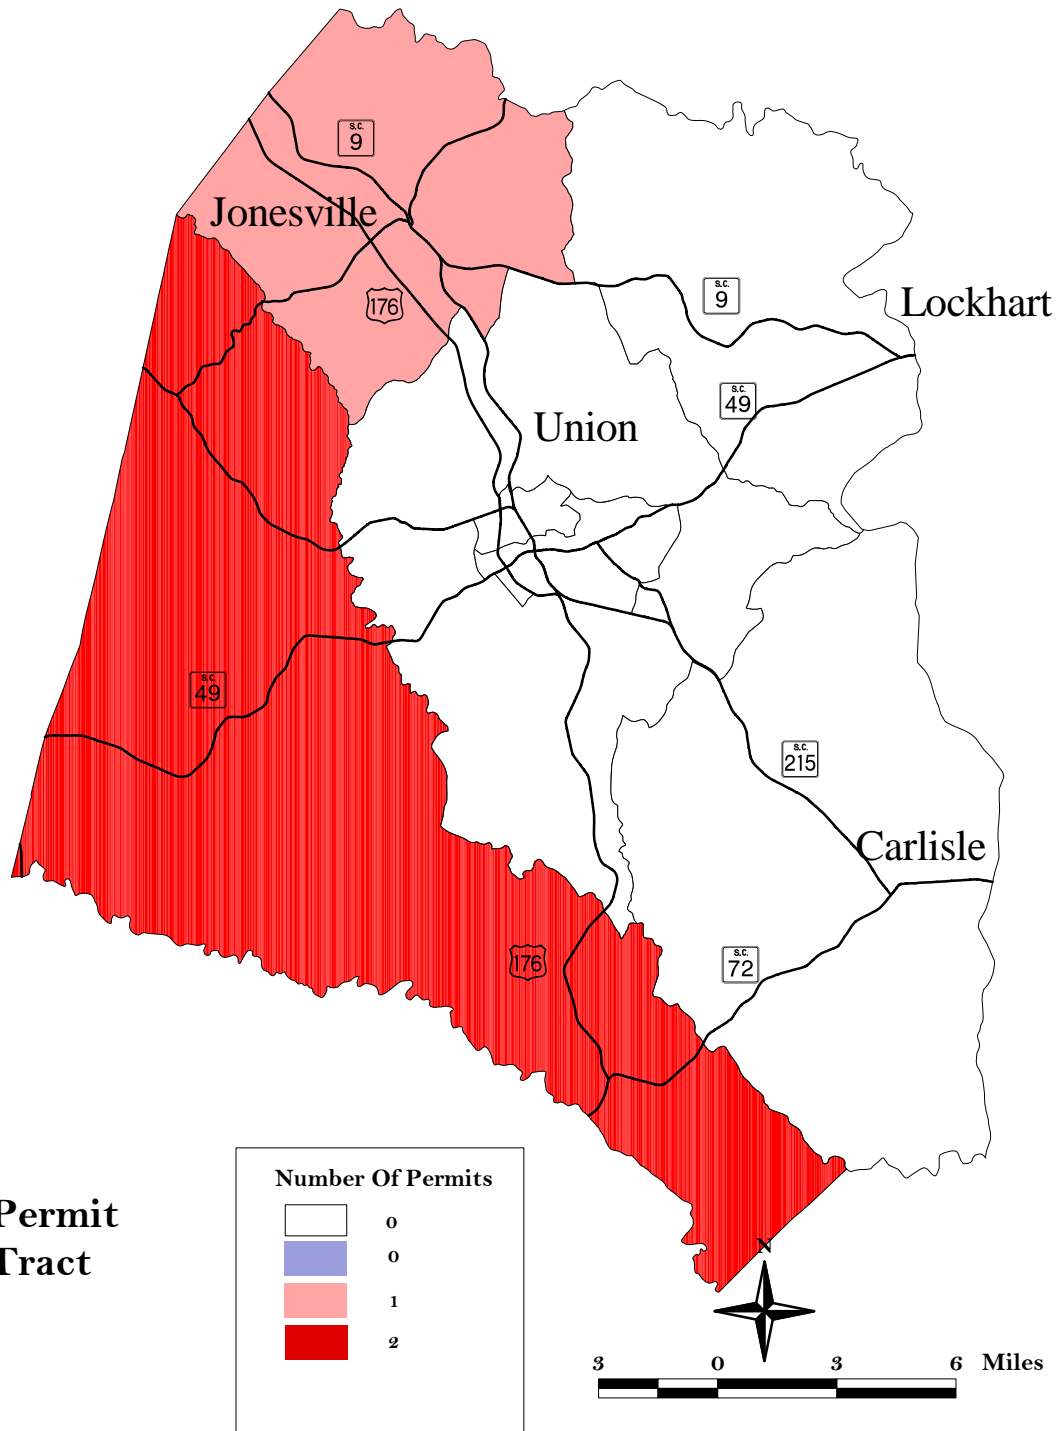 S.C.
9
Jonesville
176
S.C.
9
Lockhart
S.C.
49
Union
S.C.
49
S.C.
215
Carlisle
176
S.C.
72
Number Of Permits
0
0
1
2
Permit
Tract
N
3 0 3 6 Miles